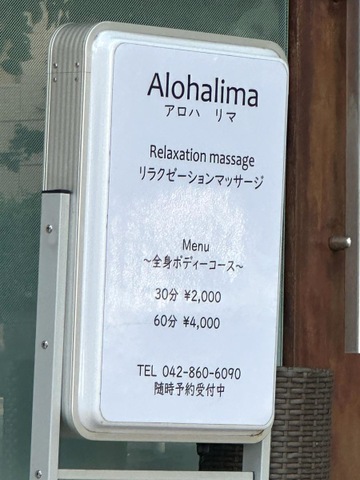 Alohalima
アロハ リマ
Relaxation massage
リラクゼーションマッサージ
Menu
～全身ボディーコース～
30分 ¥2,000
60分 ¥4,000
TEL 042-860-6090
随時予約受付中